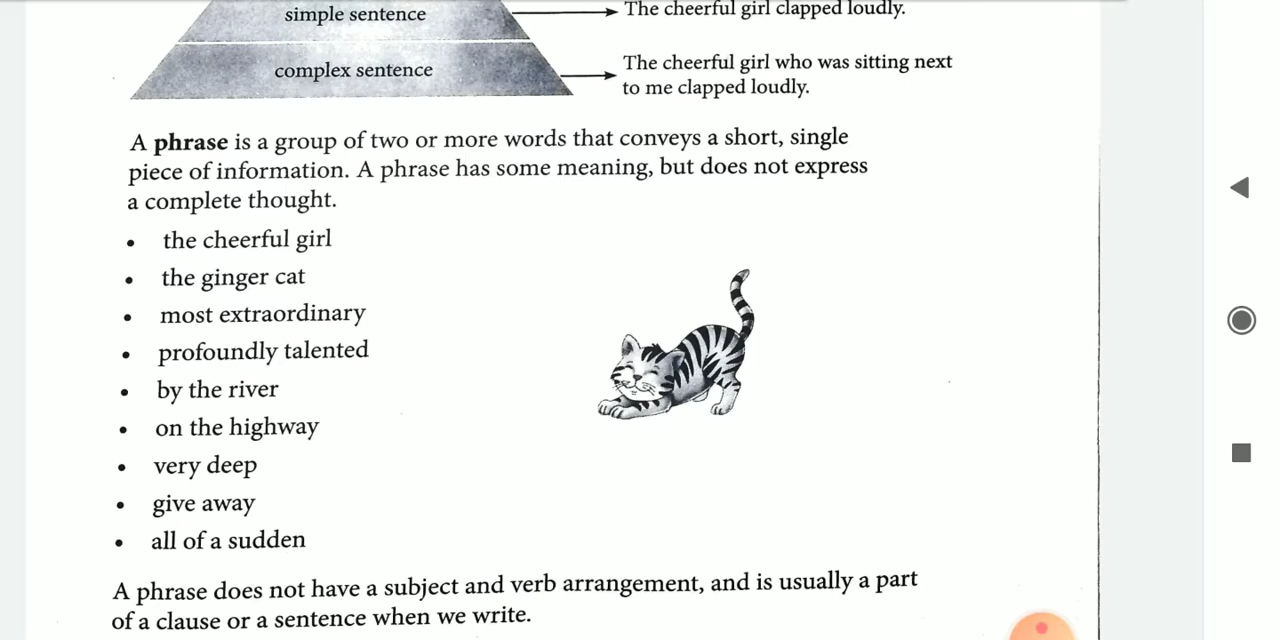 simple sentence
The cheerful girl clapped loudly.
complex sentence
The cheerful girl who was sitting next
to me clapped loudly.
A phrase is a group of two or more words that conveys a short, single
piece of information. A phrase has some meaning, but does not express
a complete thought.
• the cheerful girl
• the ginger cat
• most extraordinary
• profoundly talented
• by the river
• on the highway
• very deep
• give away
• all of a sudden
A phrase does not have a subject and verb arrangement, and is usually a part
of a clause or a sentence when we write.